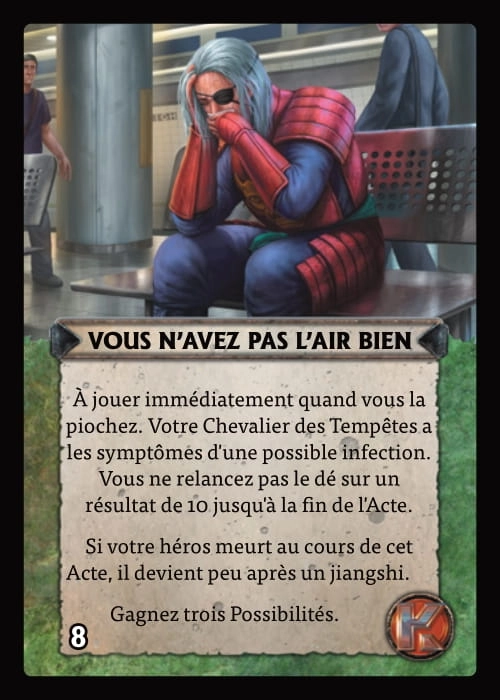 VOUS N'AVEZ PAS L'AIR BIEN
À jouer immédiatement quand vous la
piochez. Votre Chevalier des Tempêtes a
les symptômes d'une possible infection.
Vous ne relancez pas le dé sur un
résultat de 10 jusqu'à la fin de l'Acte.
Si votre héros meurt au cours de cet
Acte, il devient peu après un jiangshi.
Gagnez trois Possibilités.
8
K